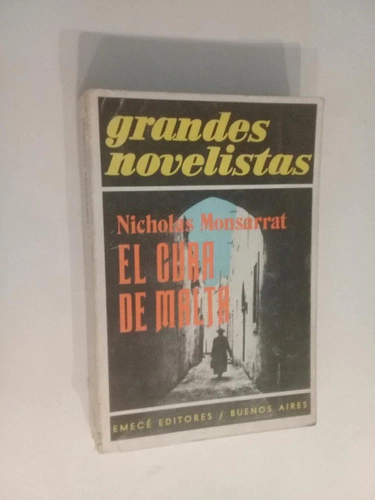 grandes
novelistas
Nicholas Monsarrat
EL CURA
DE MALTA
EMECÉ EDITORES / BUENOS AIRES